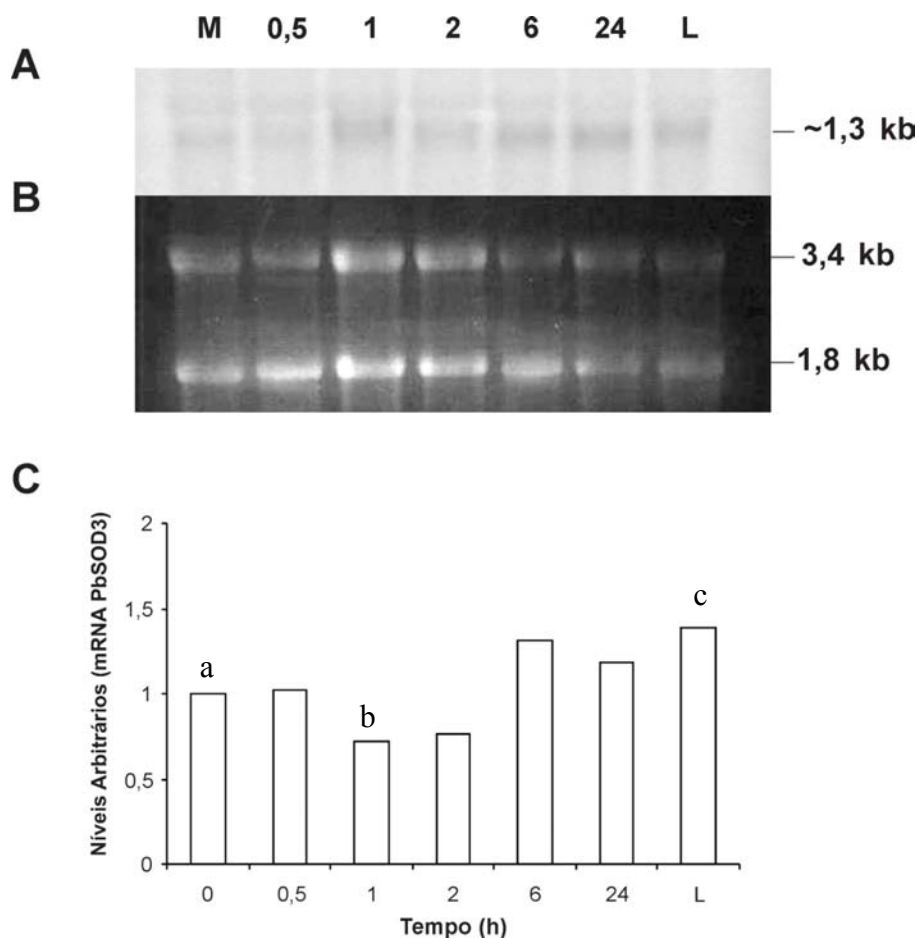 M 0,5 1 2 6 24 L
A
~1,3 kb
B
3,4 kb
1,8 kb
C
Níveis Arbitrários (mRNA PbSOD3)
2
1,5
1
0,5
0
a
b
c
0 0,5 1 2 6 24 L
Tempo (h)